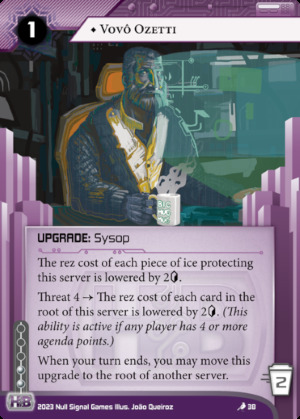 1
♦ Vovô Ozetti
UPGRADE: Sysop
The rez cost of each piece of ice protecting
this server is lowered by 2.
Threat 4 → The rez cost of each card in the
root of this server is lowered by 2. (This
ability is active if any player has 4 or more
agenda points.)
When your turn ends, you may move this
upgrade to the root of another server.
HB
2023 Null Signal Games Illus. João Queiroz
38
2